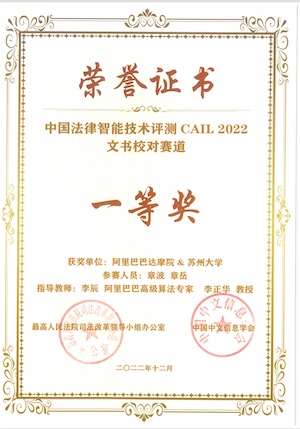 荣誉证书
中国法律智能技术评测 CAIL 2022
文书校对赛道
一等奖
获奖单位：阿里巴巴达摩院 & 苏州大学
参赛人员：章波 章岳
指导教师：李辰 阿里巴巴高级算法专家 李正华 教授
最高人民法院司法改革领导小组办公室 中国中文信息学会
二〇二二年十二月